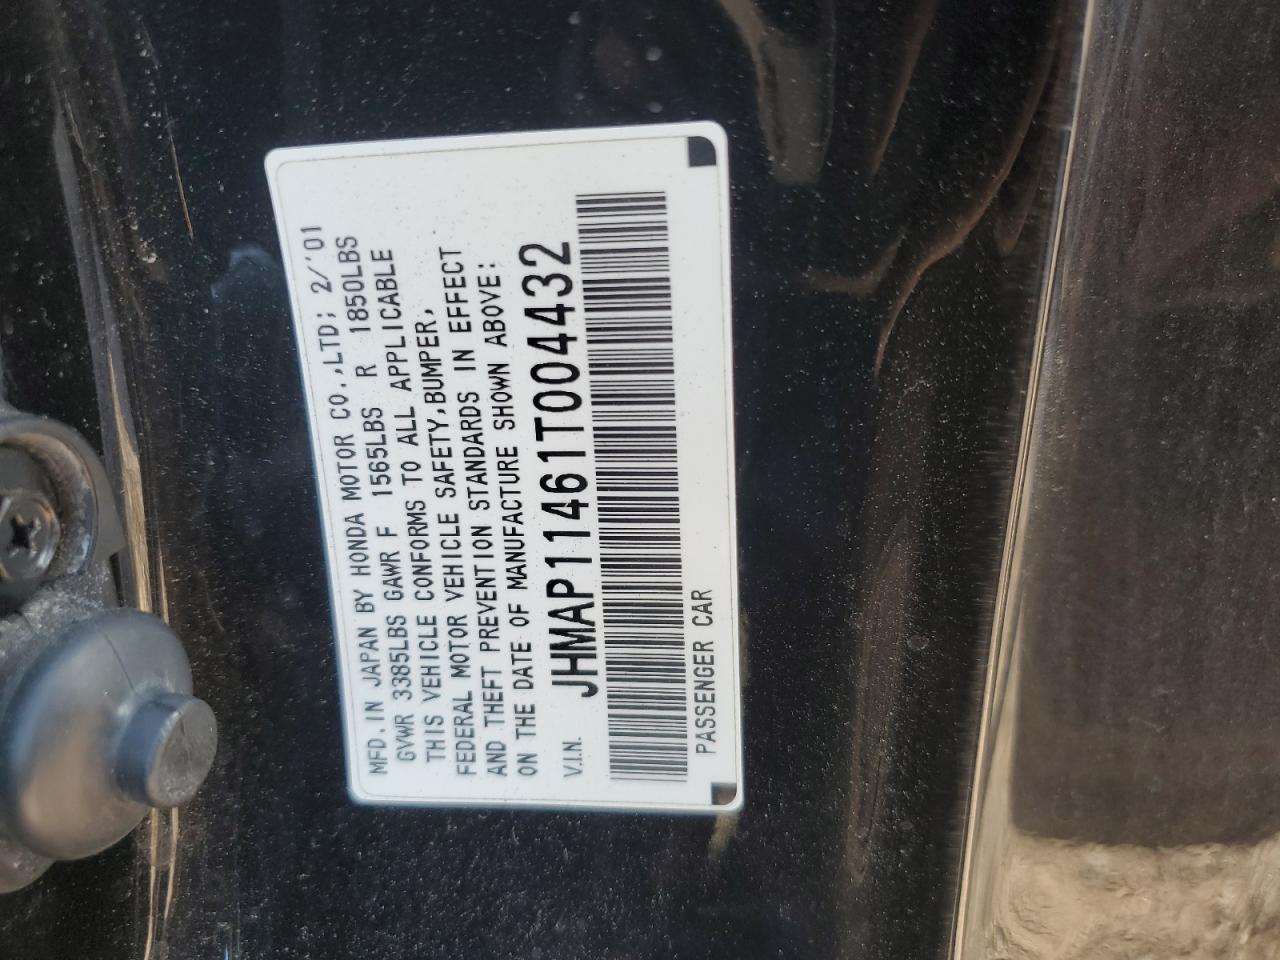 MFD. IN JAPAN BY HONDA MOTOR CO.,LTD; 2/'01
GVWR 3385LBS GAWR F 1565LBS R 1850LBS
THIS VEHICLE CONFORMS TO ALL APPLICABLE
FEDERAL MOTOR VEHICLE SAFETY,BUMPER,
AND THEFT PREVENTION STANDARDS IN EFFECT
ON THE DATE OF MANUFACTURE SHOWN ABOVE:
V.I.N. JHMAP11461T004432
PASSENGER CAR